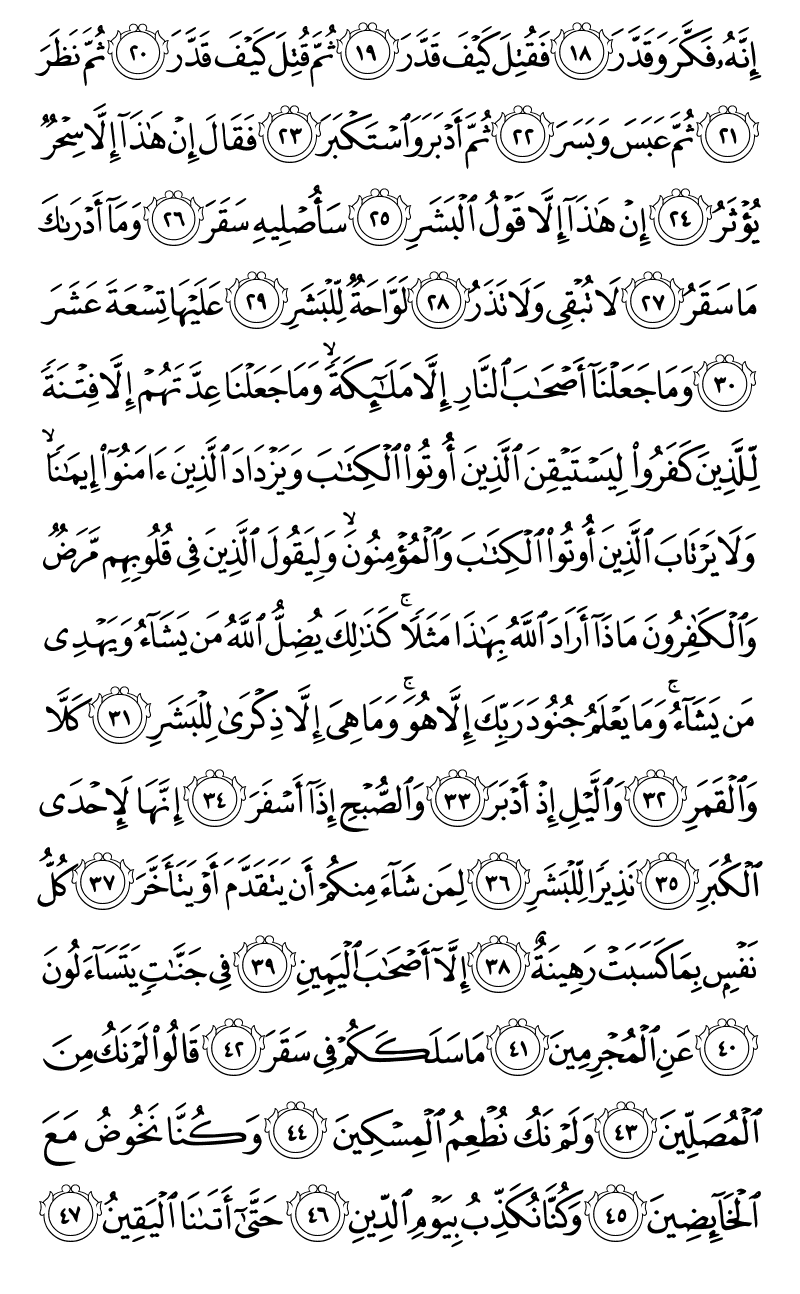 إِنَّهُۥ فَكَّرَ وَقَدَّرَ ١٨ فَقُتِلَ كَيْفَ قَدَّرَ ١٩ ثُمَّ قُتِلَ كَيْفَ قَدَّرَ ٢٠ ثُمَّ نَظَرَ
٢١ ثُمَّ عَبَسَ وَبَسَرَ ٢٢ ثُمَّ أَدْبَرَ وَٱسْتَكْبَرَ ٢٣ فَقَالَ إِنْ هَٰذَآ إِلَّا سِحْرٌ
يُؤْثَرُ ٢٤ إِنْ هَٰذَآ إِلَّا قَوْلُ ٱلْبَشَرِ ٢٥ سَأُصْلِيهِ سَقَرَ ٢٦ وَمَآ أَدْرَىٰكَ
مَا سَقَرُ ٢٧ لَا تُبْقِى وَلَا تَذَرُ ٢٨ لَوَّاحَةٌ لِّلْبَشَرِ ٢٩ عَلَيْهَا تِسْعَةَ عَشَرَ
٣٠ وَمَا جَعَلْنَآ أَصْحَٰبَ ٱلنَّارِ إِلَّا مَلَٰٓئِكَةً ۙ وَمَا جَعَلْنَا عِدَّتَهُمْ إِلَّا فِتْنَةً
لِّلَّذِينَ كَفَرُوا۟ لِيَسْتَيْقِنَ ٱلَّذِينَ أُوتُوا۟ ٱلْكِتَٰبَ وَيَزْدَادَ ٱلَّذِينَ ءَامَنُوٓا۟ إِيمَٰنًا ۙ
وَلَا يَرْتَابَ ٱلَّذِينَ أُوتُوا۟ ٱلْكِتَٰبَ وَٱلْمُؤْمِنُونَ ۙ وَلِيَقُولَ ٱلَّذِينَ فِى قُلُوبِهِم مَّرَضٌ
وَٱلْكَٰفِرُونَ مَاذَآ أَرَادَ ٱللَّهُ بِهَٰذَا مَثَلًا ۚ كَذَٰلِكَ يُضِلُّ ٱللَّهُ مَن يَشَآءُ وَيَهْدِى
مَن يَشَآءُ ۚ وَمَا يَعْلَمُ جُنُودَ رَبِّكَ إِلَّا هُوَ ۚ وَمَا هِىَ إِلَّا ذِكْرَىٰ لِلْبَشَرِ ٣١ كَلَّا
وَٱلْقَمَرِ ٣٢ وَٱلَّيْلِ إِذْ أَدْبَرَ ٣٣ وَٱلصُّبْحِ إِذَآ أَسْفَرَ ٣٤ إِنَّهَا لَإِحْدَى
ٱلْكُبَرِ ٣٥ نَذِيرًا لِّلْبَشَرِ ٣٦ لِمَن شَآءَ مِنكُمْ أَن يَتَقَدَّمَ أَوْ يَتَأَخَّرَ ٣٧ كُلُّ
نَفْسٍۭ بِمَا كَسَبَتْ رَهِينَةٌ ٣٨ إِلَّآ أَصْحَٰبَ ٱلْيَمِينِ ٣٩ فِى جَنَّٰتٍ يَتَسَآءَلُونَ
٤٠ عَنِ ٱلْمُجْرِمِينَ ٤١ مَا سَلَكَكُمْ فِى سَقَرَ ٤٢ قَالُوا۟ لَمْ نَكُ مِنَ
ٱلْمُصَلِّينَ ٤٣ وَلَمْ نَكُ نُطْعِمُ ٱلْمِسْكِينَ ٤٤ وَكُنَّا نَخُوضُ مَعَ
ٱلْخَآئِضِينَ ٤٥ وَكُنَّا نُكَذِّبُ بِيَوْمِ ٱلدِّينِ ٤٦ حَتَّىٰٓ أَتَىٰنَا ٱلْيَقِينُ ٤٧